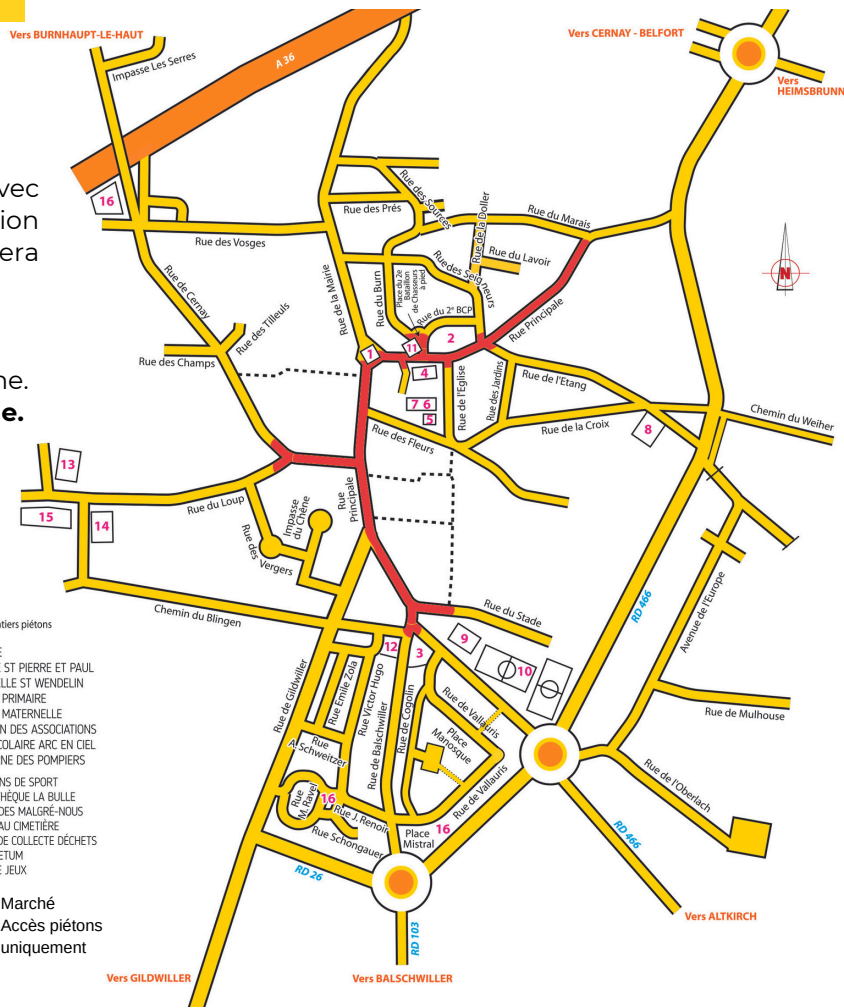 Vers BURNHAUPT-LE-HAUT
Vers CERNAY - BELFORT
Vers
HEIMSBRUNN
A 36
Impasse Les Serres
16
Rue des Vosges
Rue des Prés
Rue des Sources
Rue de la Doller
Rue du Marais
Rue du Lavoir
Rue des Seigneurs
Rue de la Mairie
Rue du Burn
Place du 2e
Bataillon
de Chasseurs
à pied
Rue du 2e BCP
Rue Principale
N
Rue de Cernay
Rue des Tilleuls
Rue des Champs
1
11
2
4
7 6
5
Rue de l'Eglise
Rue des Jardins
Rue de l'Etang
Rue de la Croix
8
Chemin du Weiher
Rue des Fleurs
13
15
14
Rue du Loup
Rue
Principale
Impasse
du Chêne
Rue des
Vergers
Chemin du Blingen
Rue du Stade
9
10
12
3
RD 466
Avenue de l'Europe
Rue de Mulhouse
Rue de l'Oberlach
Rue de Gildwiller
Rue Emile Zola
Rue Victor Hugo
Rue de Balschwiller
Rue de Cogolin
Rue de Vallauris
Place
Manosque
Rue de Vallauris
Rue
A. Schweitzer
Rue
M. Ravel
16
Rue J. Renoir
Rue Schongauer
Place
Mistral
16
RD 26
RD 103
RD 466
Vers ALTKIRCH
Vers GILDWILLER
Vers BALSCHWILLER
vec
ion
era
ne.
e.
tiers piétons
E
E ST PIERRE ET PAUL
ELLE ST WENDELIN
PRIMAIRE
MATERNELLE
N DES ASSOCIATIONS
COLAIRE ARC EN CIEL
RNE DES POMPIERS
NS DE SPORT
THÈQUE LA BULLE
DES MALGRÉ-NOUS
AU CIMETIÈRE
DE COLLECTE DÉCHETS
ETUM
E JEUX
Marché
Accès piétons
uniquement